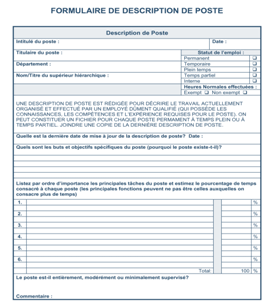 FORMULAIRE DE DESCRIPTION DE POSTE
Description de Poste
Intitulé du poste : Date :
Titulaire du poste : Statut de l'emploi :
Permanent ❑
Département : Temporaire ❑
Plein temps ❑
Nom/Titre du supérieur hiérarchique : Temps partiel ❑
Interne ❑
Heures Normales effectuées :
Exempt ❑ Non exempt ❑
UNE DESCRIPTION DE POSTE EST RÉDIGÉE POUR DÉCRIRE LE TRAVAIL ACTUELLEMENT
ORGANISÉ ET EFFECTUÉ PAR UN EMPLOYÉ DÛMENT QUALIFIÉ (QUI POSSÈDE LES
CONNAISSANCES, LES COMPÉTENCES ET L'EXPÉRIENCE REQUISES POUR LE POSTE). ON
PEUT CONSTITUER UN FICHIER POUR CHAQUE POSTE PERMANENT À TEMPS PLEIN OU À
TEMPS PARTIEL. JOINDRE UNE COPIE DE LA DERNIÈRE DESCRIPTION DE POSTE.
Quelle est la dernière date de mise à jour de la description de poste? Date :
Quels sont les buts et objectifs spécifiques du poste (pourquoi le poste existe-t-il)?
Listez par ordre d'importance les principales tâches du poste et estimez le pourcentage de temps
consacré à chaque poste (les principales fonctions peuvent ne pas être celles auxquelles on
consacre plus de temps)
1. %
2. %
3. %
4. %
5. %
6. %
Total 100 %
Le poste est-il entièrement, modérément ou minimalement supervisé?
Commentaire :